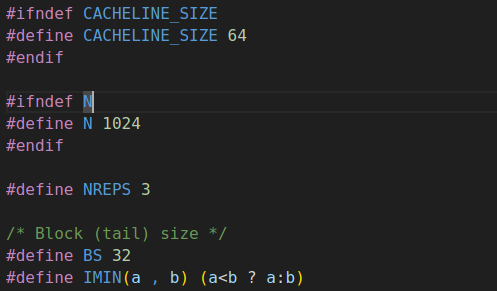 #ifndef CACHELINE_SIZE
#define CACHELINE_SIZE 64
#endif
#ifndef N
#define N 1024
#endif
#define NREPS 3
/* Block (tail) size */
#define BS 32
#define IMIN(a , b) (a<b ? a:b)